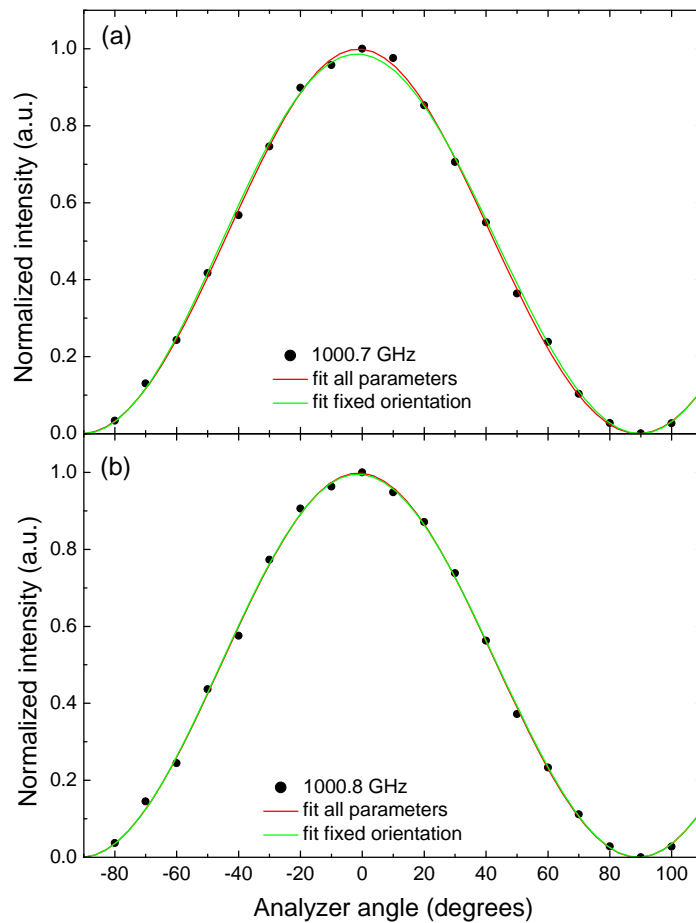 (a)
1.0
0.8
0.6
0.4
0.2
0.0
Normalized intensity (a.u.)
1000.7 GHz
fit all parameters
fit fixed orientation
(b)
1.0
0.8
0.6
0.4
0.2
0.0
Normalized intensity (a.u.)
1000.8 GHz
fit all parameters
fit fixed orientation
-80 -60 -40 -20 0 20 40 60 80 100
Analyzer angle (degrees)